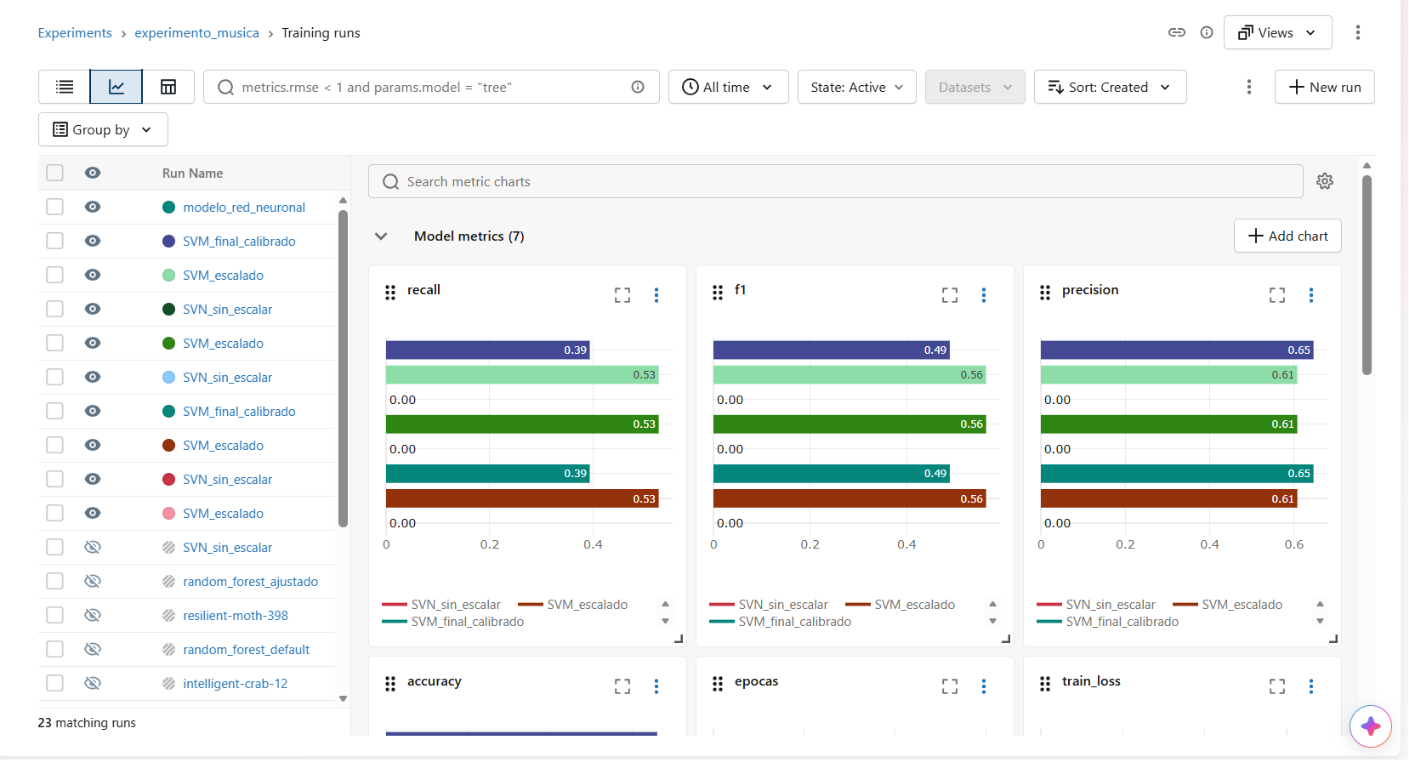 Experiments > experimento_musica > Training runs
Views
metrics.rmse < 1 and params.model = "tree"
All time
State: Active
Datasets
Sort: Created
+ New run
Group by
Run Name
modelo_red_neuronal
SVM_final_calibrado
SVM_escalado
SVN_sin_escalar
SVM_escalado
SVN_sin_escalar
SVM_final_calibrado
SVM_escalado
SVN_sin_escalar
SVM_escalado
SVN_sin_escalar
random_forest_ajustado
resilient-moth-398
random_forest_default
intelligent-crab-12
23 matching runs
Search metric charts
Model metrics (7)
+ Add chart
recall
0.39
0.53
0.00
0.53
0.00
0.39
0.53
0.00
0 0.2 0.4
SVN_sin_escalar SVM_escalado
SVM_final_calibrado
f1
0.49
0.56
0.00
0.56
0.00
0.49
0.56
0.00
0 0.2 0.4
SVN_sin_escalar SVM_escalado
SVM_final_calibrado
precision
0.65
0.61
0.00
0.61
0.00
0.65
0.61
0.00
0 0.2 0.4 0.6
SVN_sin_escalar SVM_escalado
SVM_final_calibrado
accuracy
epocas
train_loss